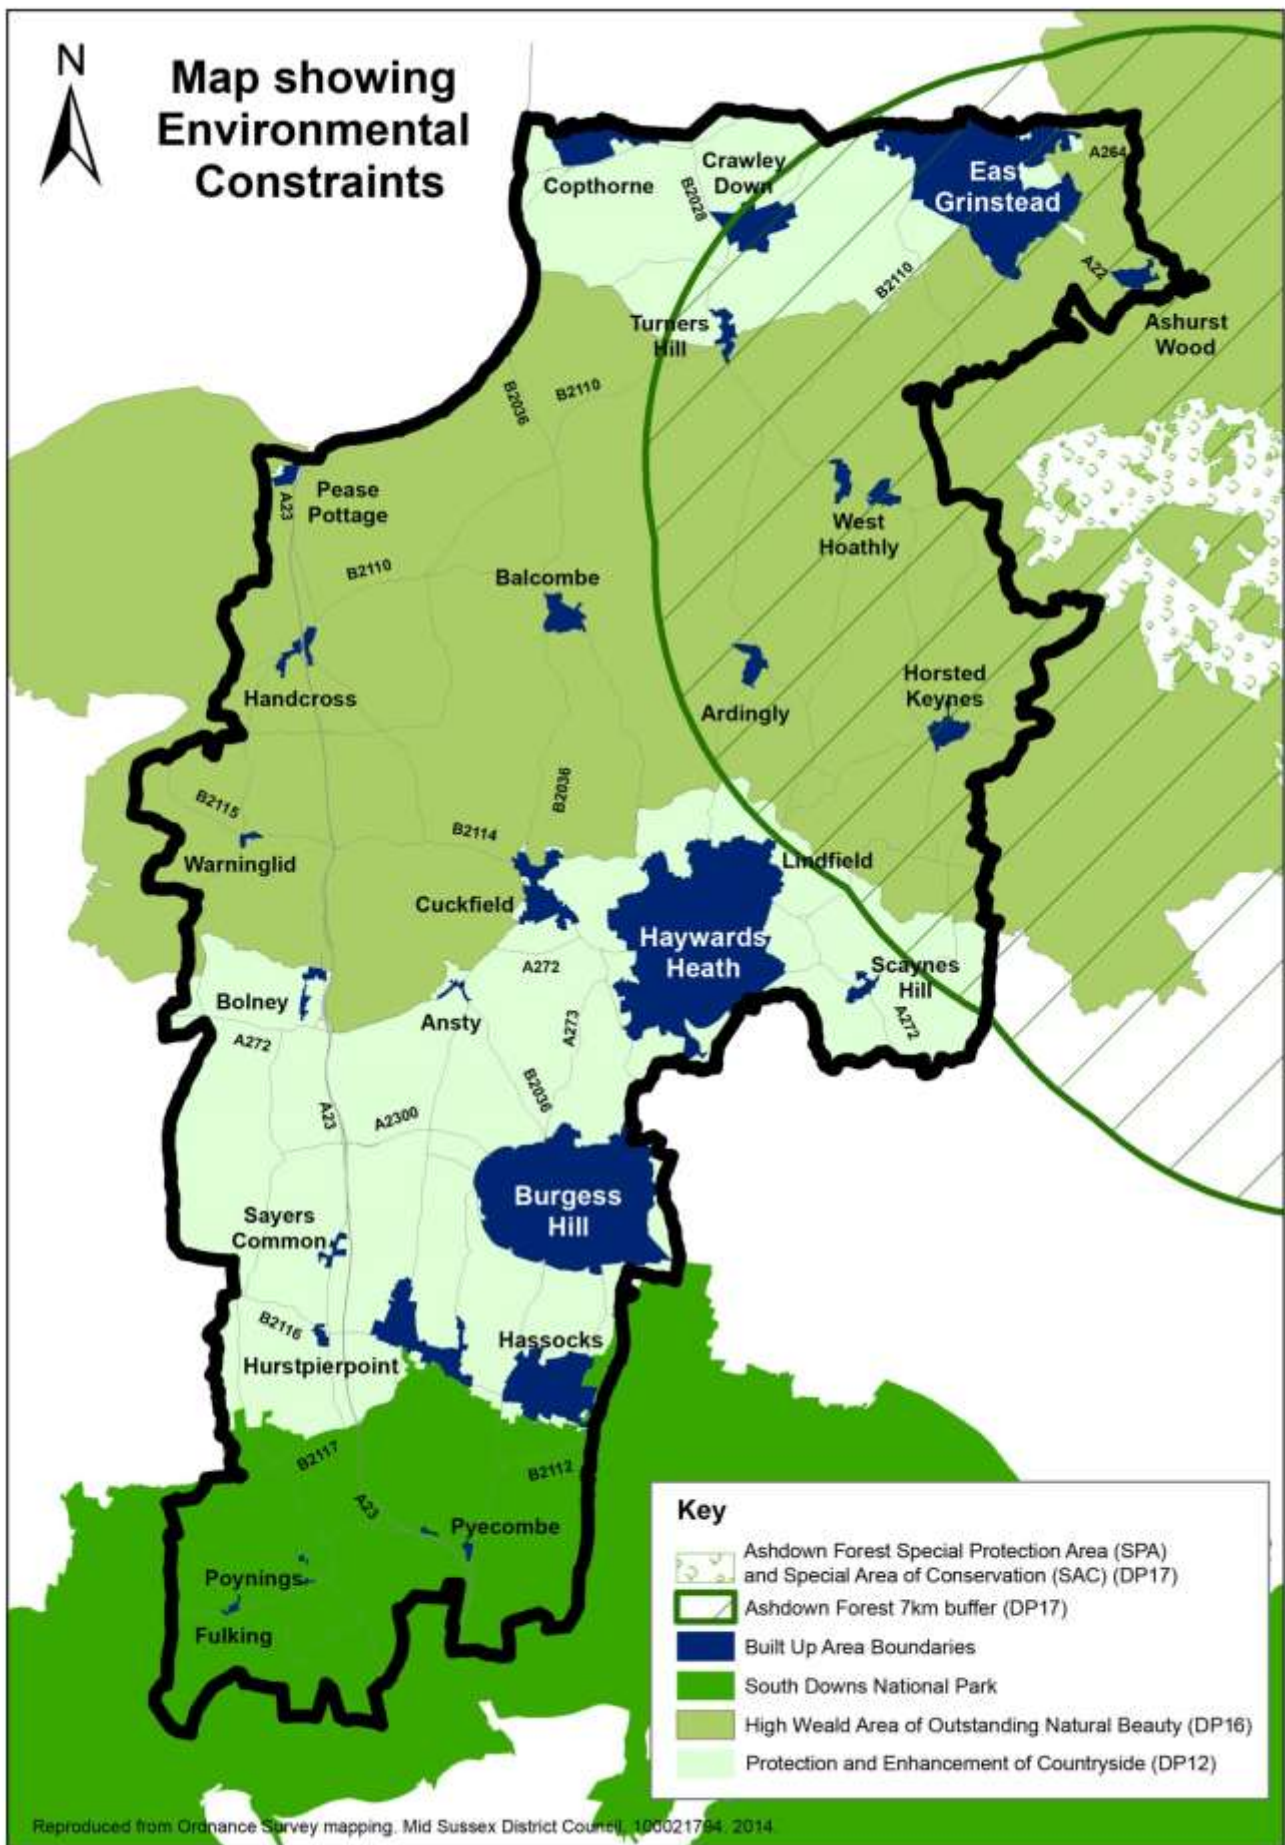 N
Map showing
Environmental
Constraints
Copthorne
Crawley
Down
B2028
East
Grinstead
A264
A22
B2110
Ashurst
Wood
Turners
Hill
B2036
B2110
Pease
Pottage
A23
B2110
West
Hoathly
Balcombe
Handcross
Ardingly
Horsted
Keynes
B2115
B2036
B2114
Warninglid
Lindfield
Cuckfield
Haywards
Heath
A272
Scaynes
Hill
Bolney
Ansty
A272
A273
A272
B2036
A23
A2300
Burgess
Hill
Sayers
Common
B2116
Hassocks
Hurstpierpoint
B2117
B2112
A23
Pyecombe
Poynings
Fulking
Key
Ashdown Forest Special Protection Area (SPA)
and Special Area of Conservation (SAC) (DP17)
Ashdown Forest 7km buffer (DP17)
Built Up Area Boundaries
South Downs National Park
High Weald Area of Outstanding Natural Beauty (DP16)
Protection and Enhancement of Countryside (DP12)
Reproduced from Ordnance Survey mapping. Mid Sussex District Council. 100021794. 2014.